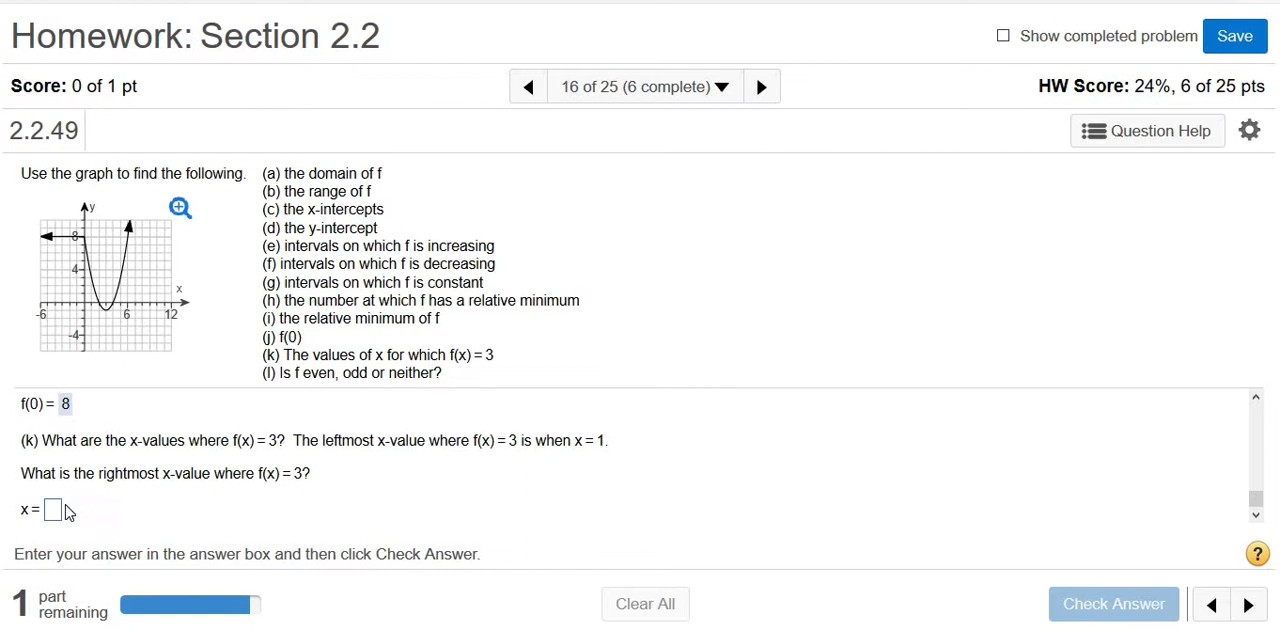 Homework: Section 2.2
Show completed problem Save
Score: 0 of 1 pt
16 of 25 (6 complete)
HW Score: 24%, 6 of 25 pts
2.2.49
Question Help
Use the graph to find the following.
(a) the domain of f
(b) the range of f
(c) the x-intercepts
(d) the y-intercept
(e) intervals on which f is increasing
(f) intervals on which f is decreasing
(g) intervals on which f is constant
(h) the number at which f has a relative minimum
(i) the relative minimum of f
(j) f(0)
(k) The values of x for which f(x) = 3
(l) Is f even, odd or neither?
y
8
4
x
-6 6 12
-4
f(0) = 8
(k) What are the x-values where f(x) = 3? The leftmost x-value where f(x) = 3 is when x = 1.
What is the rightmost x-value where f(x) = 3?
x =
Enter your answer in the answer box and then click Check Answer.
?
1 part remaining
Clear All
Check Answer